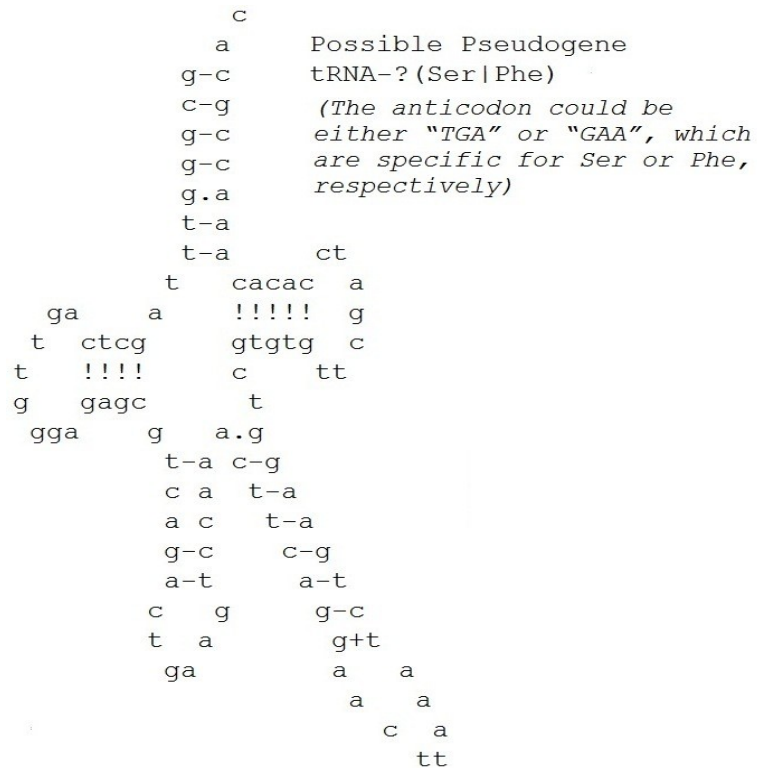 c
a Possible Pseudogene
g-c tRNA-?(Ser|Phe)
c-g (The anticodon could be
g-c either “TGA” or “GAA”, which
g-c are specific for Ser or Phe,
g.a respectively)
t-a
t-a ct
t cacac a
ga a !!!!! g
t ctcg gtgtg c
t !!!! c tt
g gagc t
gga g a.g
t-a c-g
c a t-a
a c t-a
g-c c-g
a-t a-t
c g g-c
t a g+t
ga a a
a a
c a
tt